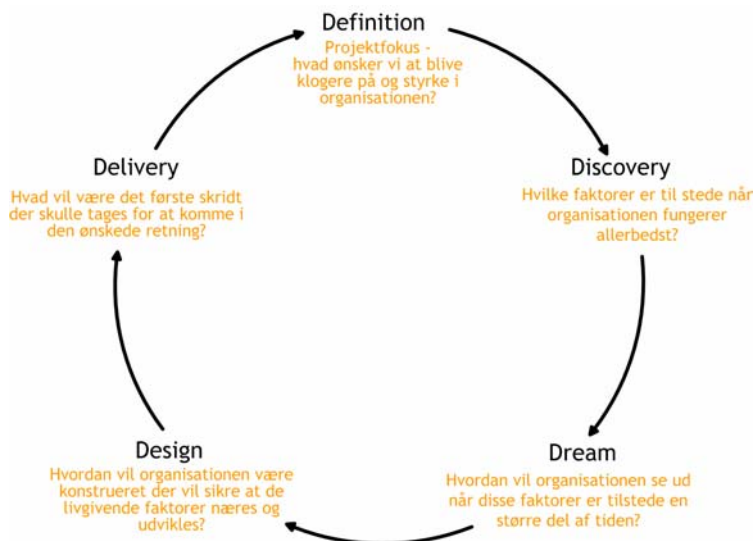 Definition
Projektfokus -
hvad ønsker vi at blive
klogere på og styrke i
organisationen?
Discovery
Hvilke faktorer er til stede når
organisationen fungerer
allerbedst?
Dream
Hvordan vil organisationen se ud
når disse faktorer er tilstede en
større del af tiden?
Design
Hvordan vil organisationen være
konstrueret der vil sikre at de
livgivende faktorer næres og
udvikles?
Delivery
Hvad vil være det første skridt
der skulle tages for at komme i
den ønskede retning?